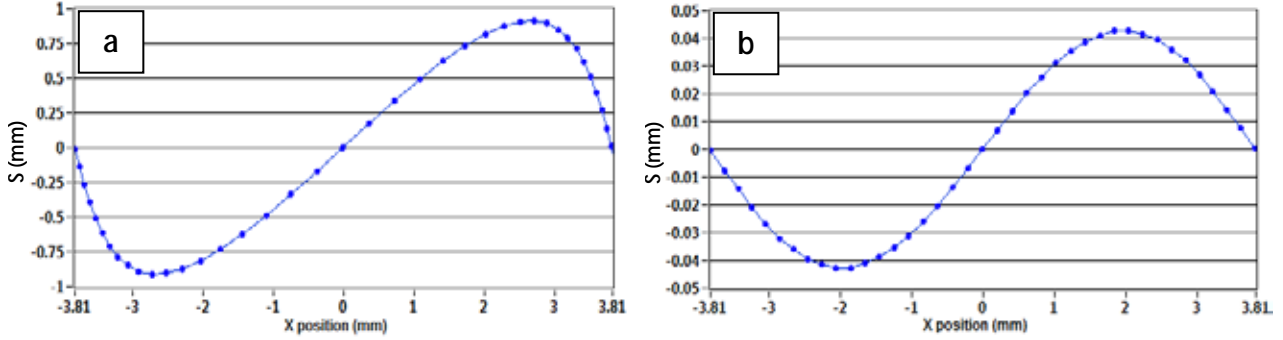 a
S (mm)
1
0.75
0.5
0.25
0
-0.25
-0.5
-0.75
-1
-3.81 -3 -2 -1 0 1 2 3 3.81
X position (mm)
b
S (mm)
0.05
0.04
0.03
0.02
0.01
0
-0.01
-0.02
-0.03
-0.04
-0.05
-3.81 -3 -2 -1 0 1 2 3 3.81.
X position (mm)